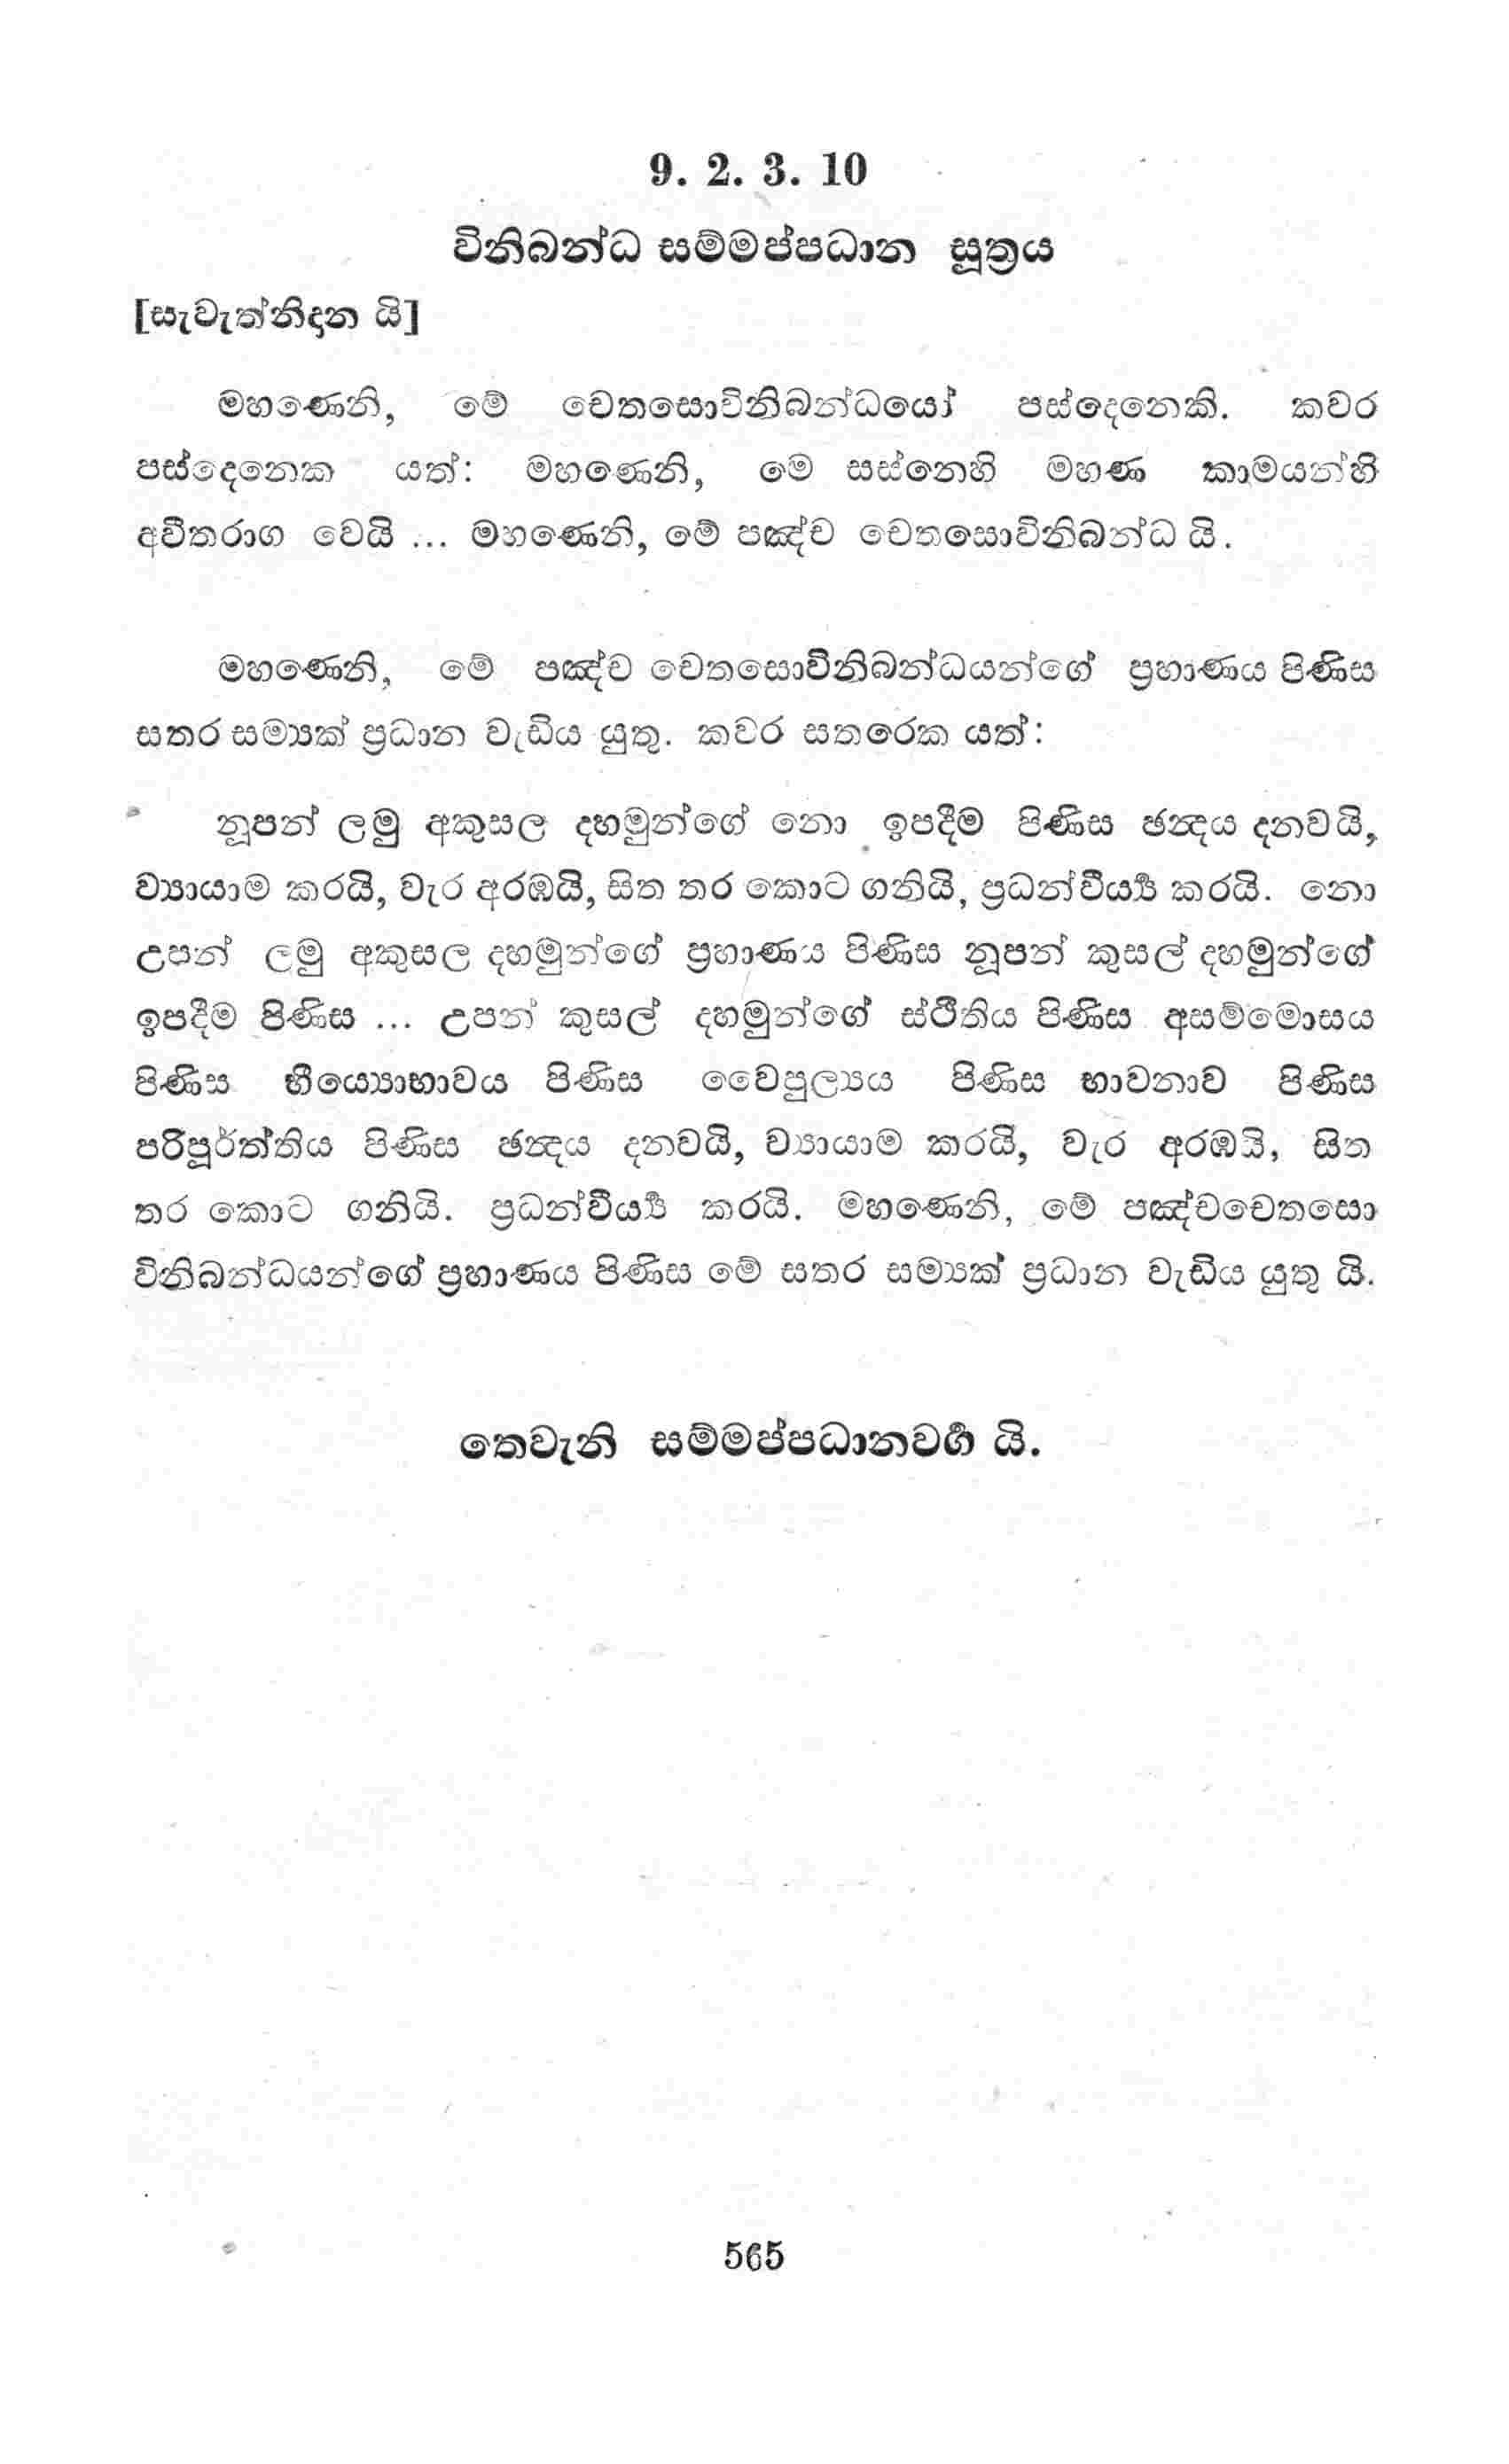 9. 2. 3. 10
විනිබන්ධ සම්මප්පධාන සූත්‍රය
[සැවැත්නිදාන යි]
මහණෙනි, මේ චෙතසොවිනිබන්ධයෝ පස්දෙනෙකි. කවර
පස්දෙනෙක යත්: මහණෙනි, මෙ සස්නෙහි මහණ කාමයන්හි
අවීතරාග වෙයි ... මහණෙනි, මේ පඤ්ච චෙතසොවිනිබන්ධ යි.
මහණෙනි, මේ පඤ්ච චෙතසොවිනිබන්ධයන්ගේ ප්‍රහාණය පිණිස
සතර සම්‍යක් ප්‍රධාන වැඩිය යුතු. කවර සතරෙක යත්:
නූපන් ලමු අකුසල දහමුන්ගේ නො ඉපදීම පිණිස ඡන්‍දය දනවයි,
ව්‍යායාම කරයි, වැර අරඹයි, සිත තර කොට ගනියි, ප්‍රධන්වීර්‍ය්‍ය කරයි. නො
උපන් ලමු අකුසල දහමුන්ගේ ප්‍රහාණය පිණිස නූපන් කුසල් දහමුන්ගේ
ඉපදීම පිණිස ... උපන් කුසල් දහමුන්ගේ ස්ථීතිය පිණිස අසම්මොසය
පිණිස භීය්‍යොභාවය පිණිස වෛපුල්‍යය පිණිස භාවනාව පිණිස
පරිපූර්ත්තිය පිණිස ඡන්‍දය දනවයි, ව්‍යායාම කරයි, වැර අරඹයි, සිත
තර කොට ගනියි. ප්‍රධන්වීර්‍ය්‍ය කරයි. මහණෙනි, මේ පඤ්චචෙතසො
විනිබන්ධයන්ගේ ප්‍රහාණය පිණිස මේ සතර සම්‍යක් ප්‍රධාන වැඩිය යුතු යි.
තෙවැනි සම්මප්පධානවර්‍ග යි.
565